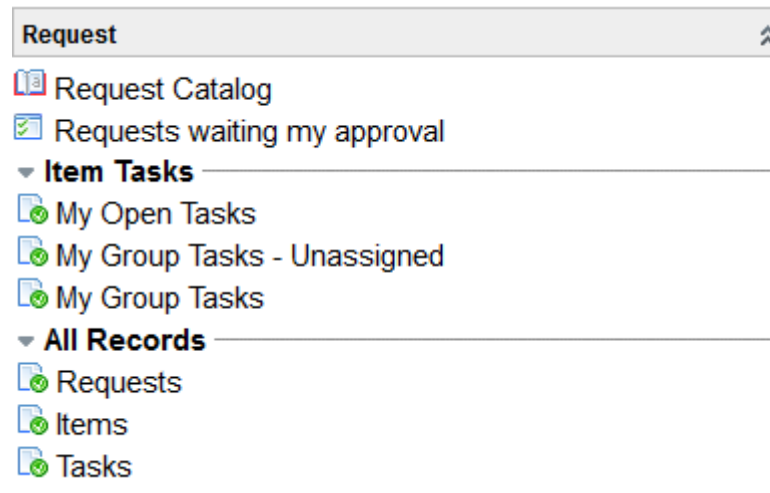 Request
Request Catalog
Requests waiting my approval
Item Tasks
My Open Tasks
My Group Tasks - Unassigned
My Group Tasks
All Records
Requests
Items
Tasks